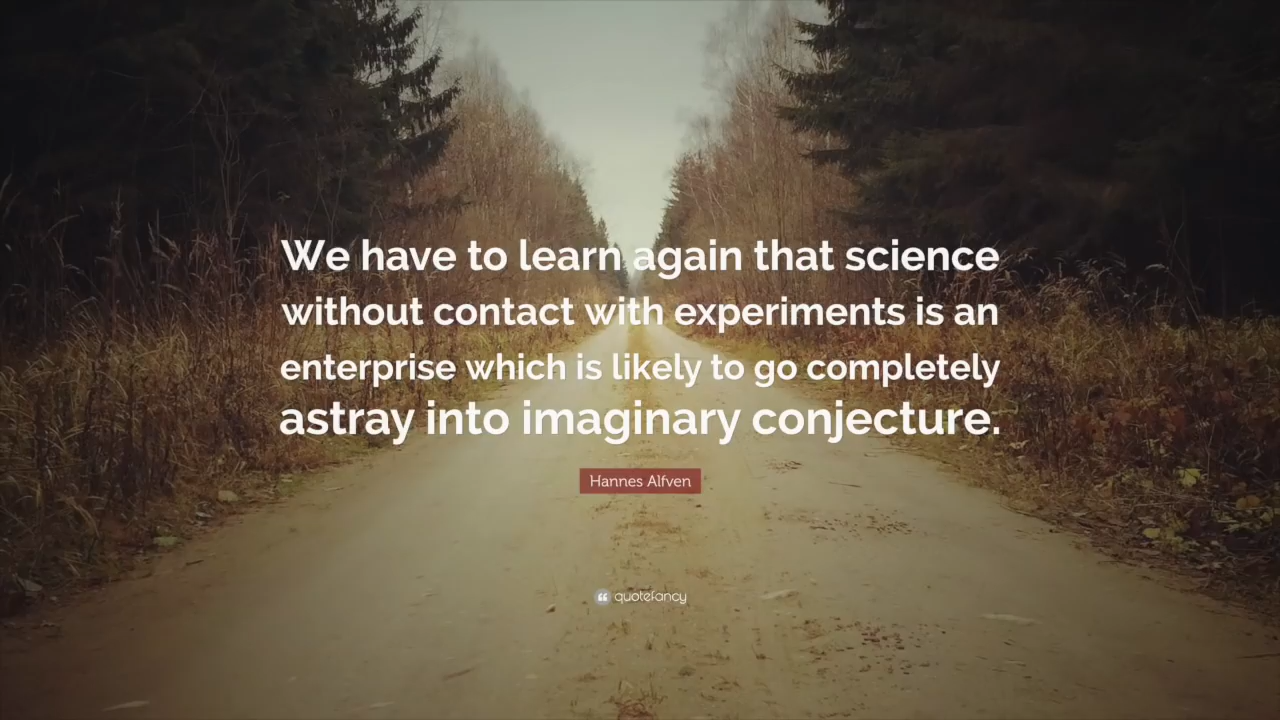 We have to learn again that science
without contact with experiments is an
enterprise which is likely to go completely
astray into imaginary conjecture.
Hannes Alfven
quotefancy